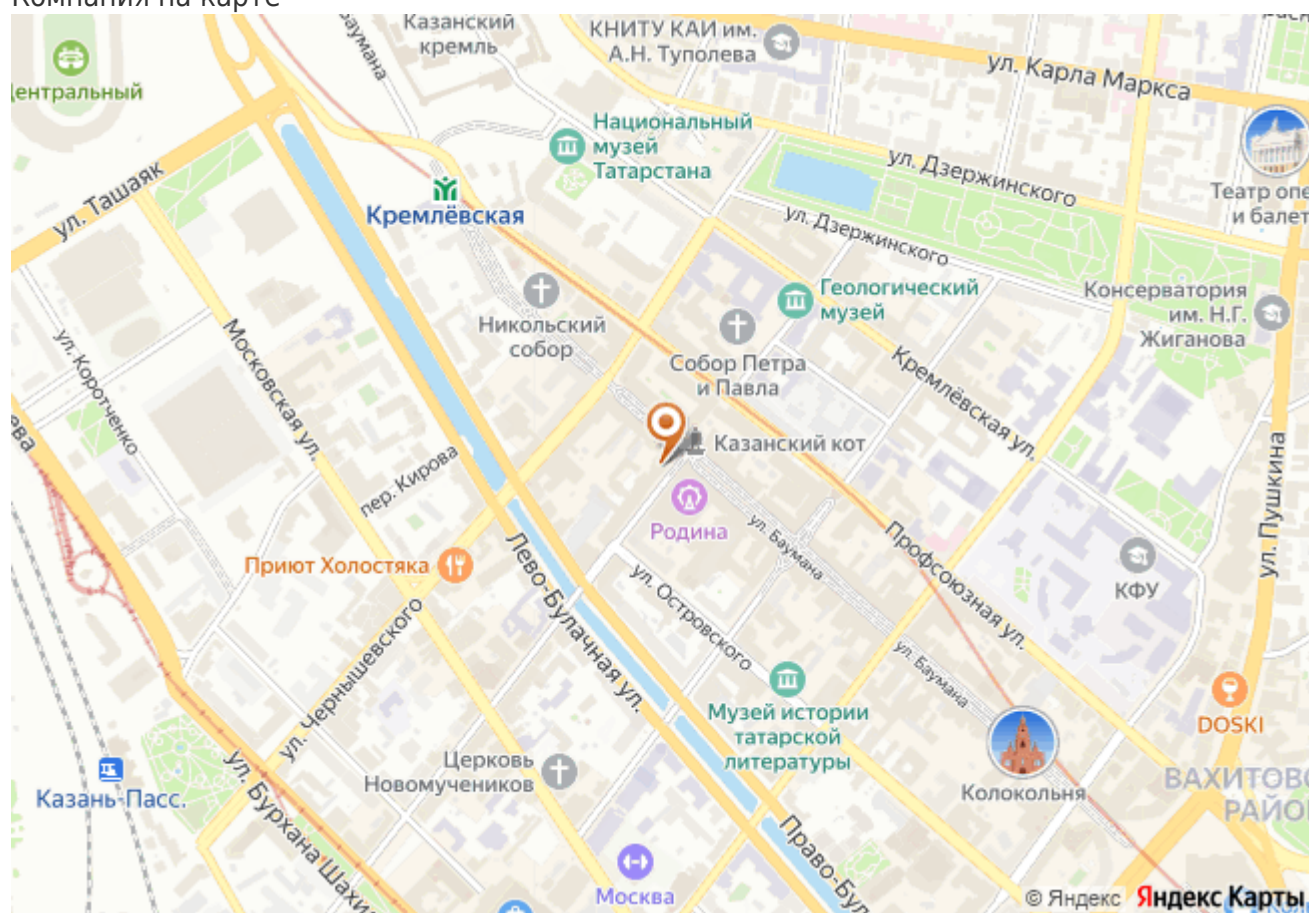 Компания на карте
Казанский
кремль
КНИТУ КАИ им.
А.Н. Туполева
ул. Карла Маркса
Баумана
Центральный
Национальный
музей
Татарстана
ул. Ташаяк
Кремлёвская
ул. Дзержинского
ул. Дзержинского
Театр опе
и балет
Геологический
музей
Консерватория
им. Н.Г.
Жиганова
Никольский
собор
Собор Петра
и Павла
Кремлёвская ул.
ул. Коротченко
Московская ул.
Казанский кот
ева
пер. Кирова
Родина
ул. Баумана
ул. Пушкина
Приют Холостяка
Лево-Булачная ул.
ул. Островского
Профсоюзная ул.
КФУ
ул. Чернышевского
ул. Баумана
Музей истории
татарской
литературы
DOSKI
Церковь
Новомучеников
Колокольня
ВАХИТОВС
РАЙО
Казань-Пасс.
ул. Бурхана Шахи
Право-Бул
Москва
© Яндекс Яндекс Карты